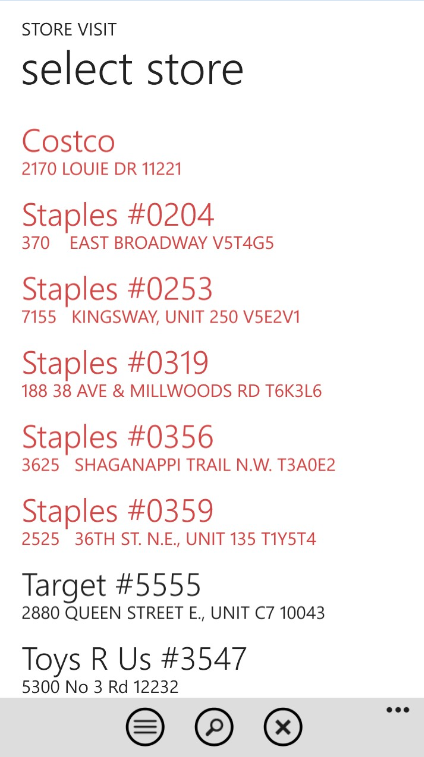 STORE VISIT
select store
Costco
2170 LOUIE DR 11221
Staples #0204
370    EAST BROADWAY V5T4G5
Staples #0253
7155   KINGSWAY, UNIT 250 V5E2V1
Staples #0319
188 38 AVE & MILLWOODS RD T6K3L6
Staples #0356
3625   SHAGANAPPI TRAIL N.W. T3A0E2
Staples #0359
2525   36TH ST. N.E., UNIT 135 T1Y5T4
Target #5555
2880 QUEEN STREET E., UNIT C7 10043
Toys R Us #3547
5300 No 3 Rd 12232